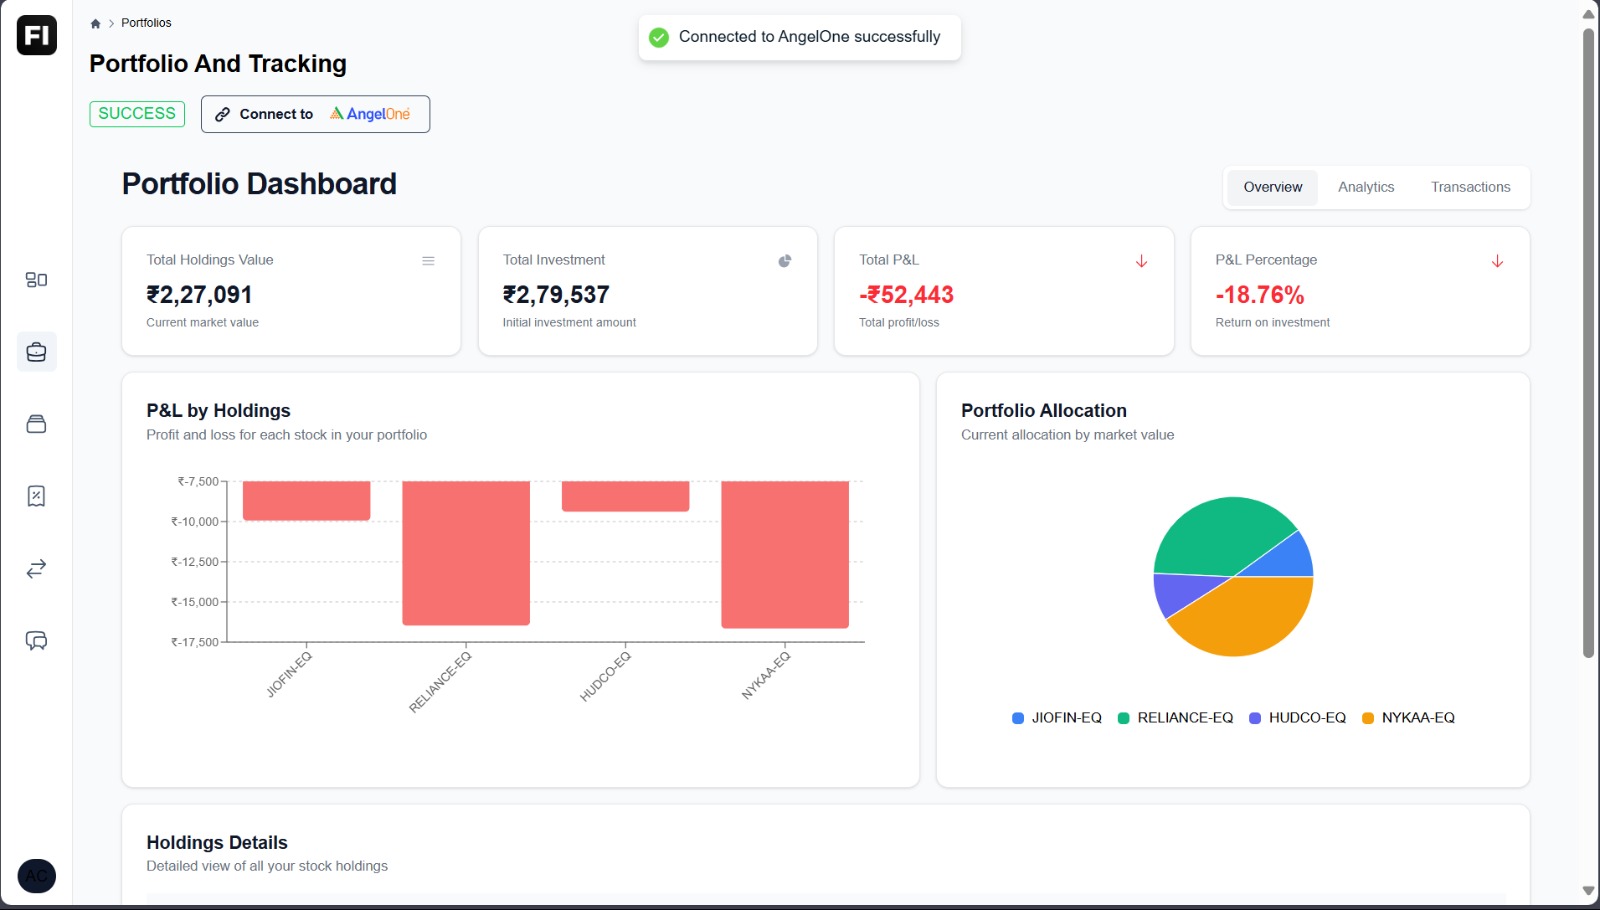 FI
Portfolios
Connected to AngelOne successfully
Portfolio And Tracking
SUCCESS
Connect to AngelOne
Portfolio Dashboard
Overview Analytics Transactions
Total Holdings Value
₹2,27,091
Current market value
Total Investment
₹2,79,537
Initial investment amount
Total P&L
-₹52,443
Total profit/loss
P&L Percentage
-18.76%
Return on investment
P&L by Holdings
Profit and loss for each stock in your portfolio
₹-7,500
₹-10,000
₹-12,500
₹-15,000
₹-17,500
JIOFIN-EQ
RELIANCE-EQ
HUDCO-EQ
NYKAA-EQ
Portfolio Allocation
Current allocation by market value
JIOFIN-EQ RELIANCE-EQ HUDCO-EQ NYKAA-EQ
Holdings Details
Detailed view of all your stock holdings
AC